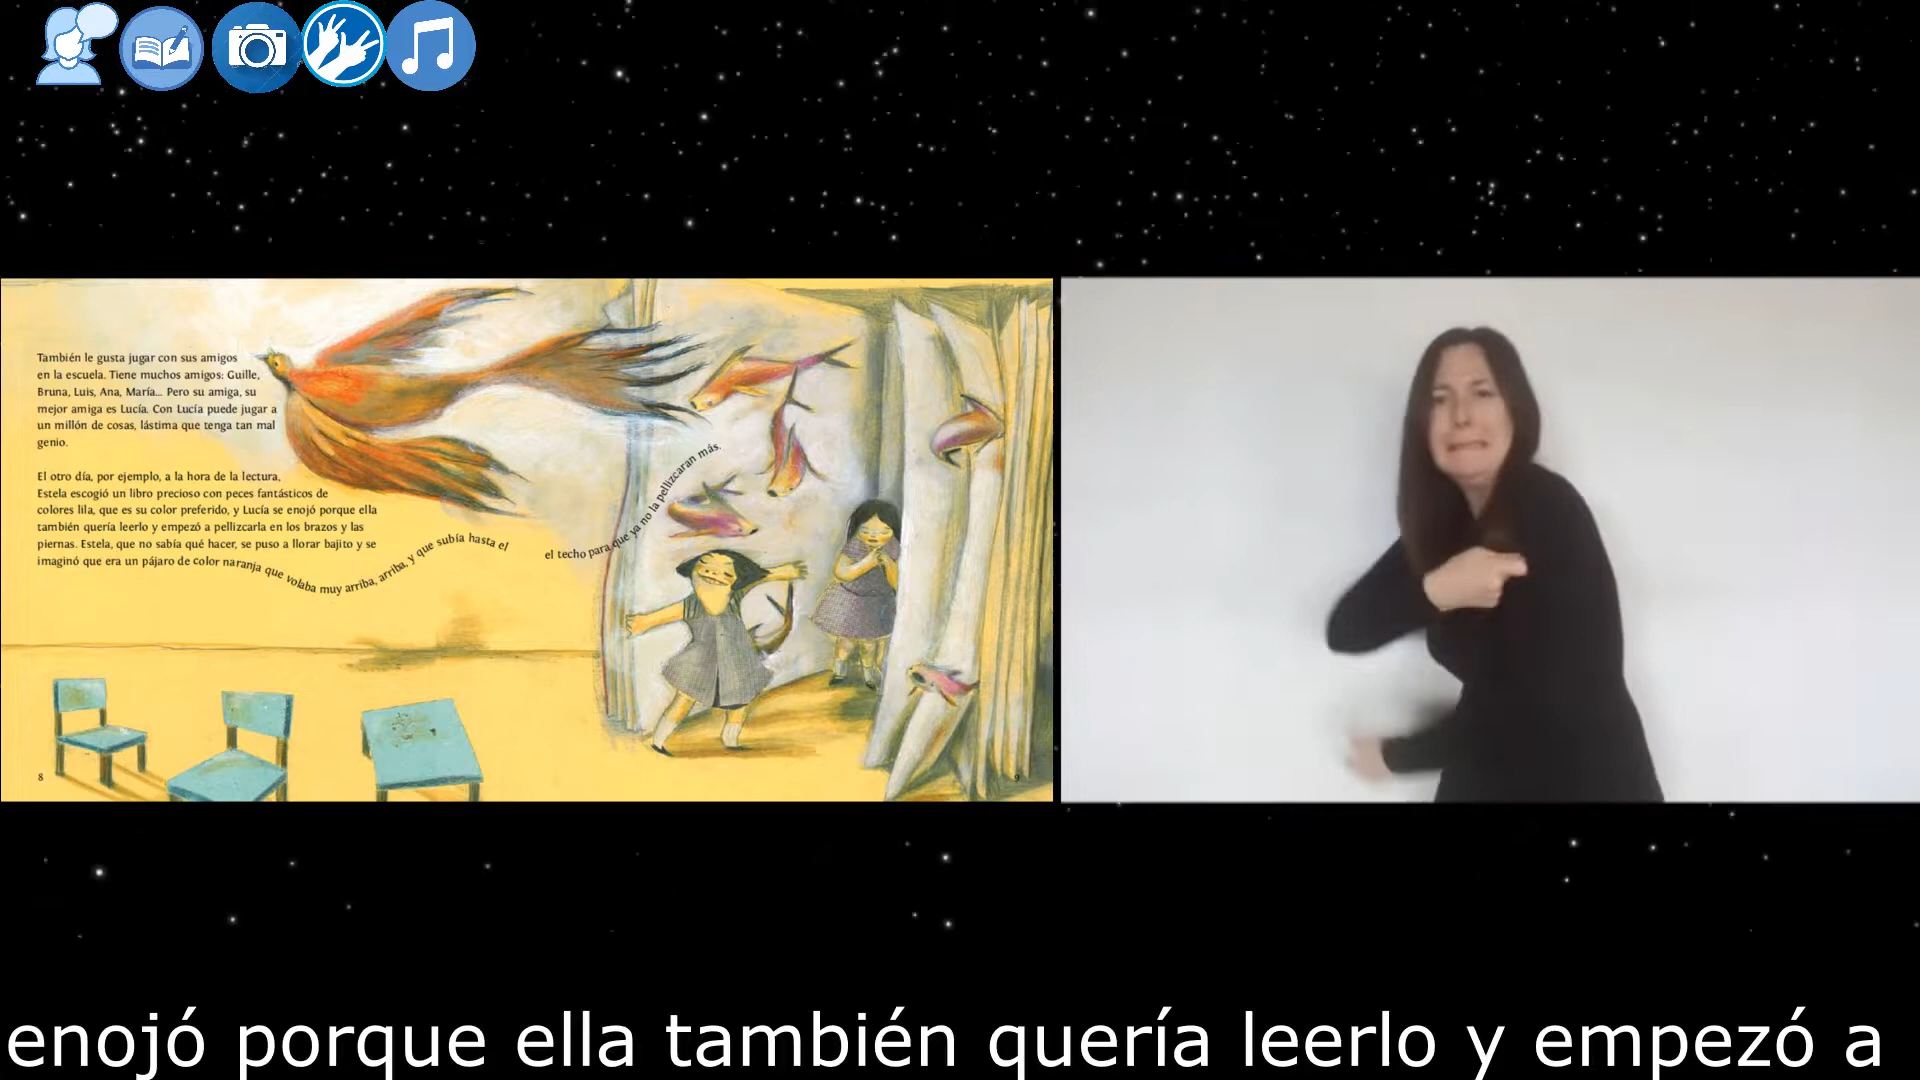 También le gusta jugar con sus amigos
en la escuela. Tiene muchos amigos: Guille,
Bruna, Luis, Ana, María... Pero su amiga, su
mejor amiga es Lucía. Con Lucía puede jugar a
un millón de cosas, lástima que tenga tan mal
genio.
El otro día, por ejemplo, a la hora de la lectura,
Estela escogió un libro precioso con peces fantásticos de
colores lila, que es su color preferido, y Lucía se enojó porque ella
también quería leerlo y empezó a pellizcarla en los brazos y las
piernas. Estela, que no sabía qué hacer, se puso a llorar bajito y se
imaginó que era un pájaro de color naranja que volaba muy arriba, arriba, arriba, y que subía hasta el
el techo para que ya no la pellizcaran más.
8
9
enojó porque ella también quería leerlo y empezó a